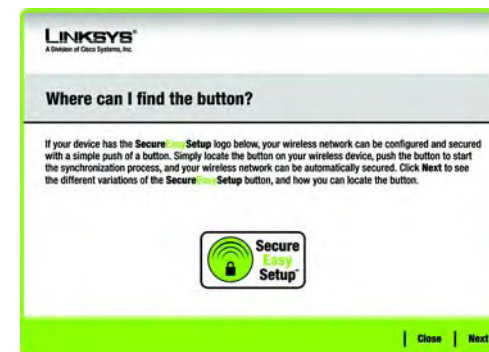 LINKSYS®
A Division of Cisco Systems, Inc.
Where can I find the button?
If your device has the SecureEasySetup logo below, your wireless network can be configured and secured
with a simple push of a button. Simply locate the button on your wireless device, push the button to start
the synchronization process, and your wireless network can be automatically secured. Click Next to see
the different variations of the SecureEasySetup button, and how you can locate the button.
Secure
Easy
Setup™
Close | Next